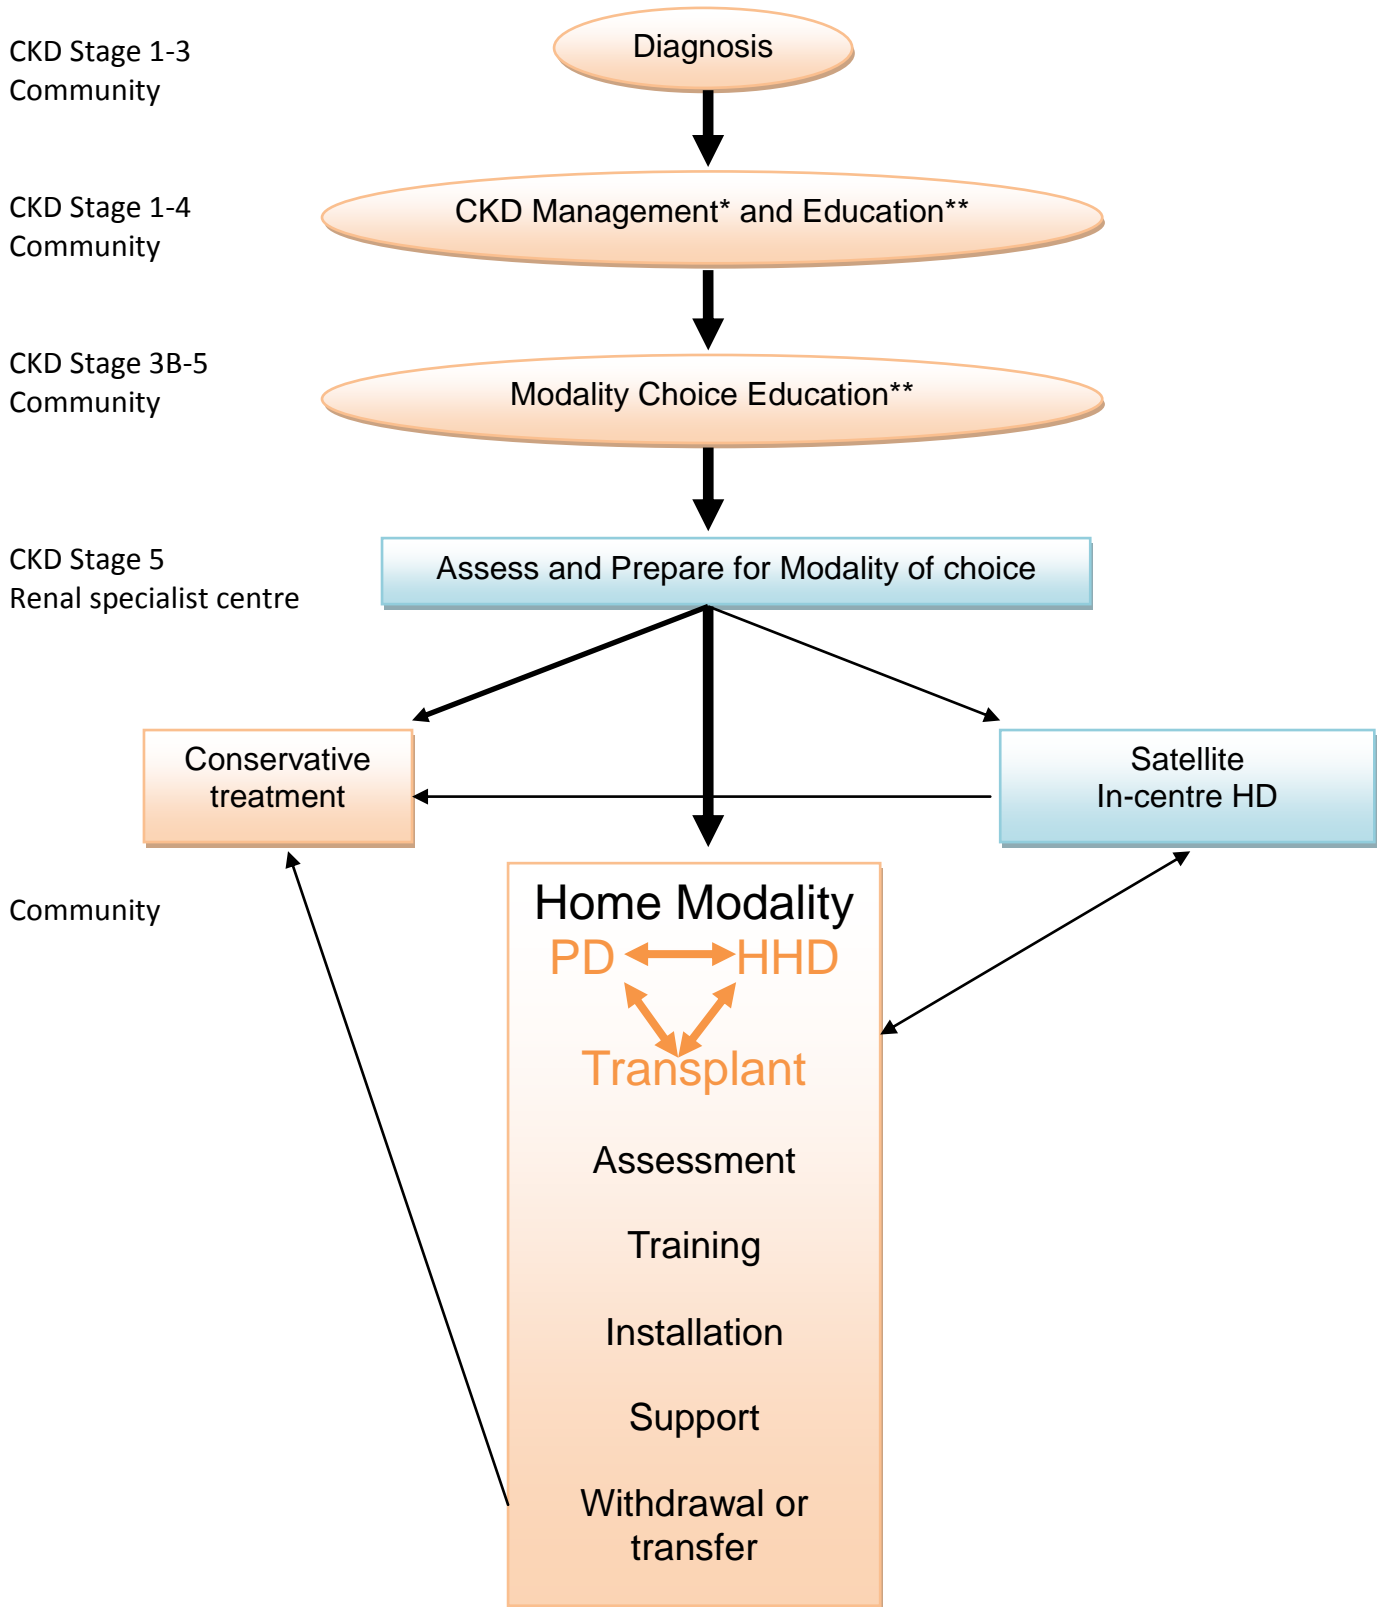 CKD Stage 1-3
Community
Diagnosis
CKD Stage 1-4
Community
CKD Management* and Education**
CKD Stage 3B-5
Community
Modality Choice Education**
CKD Stage 5
Renal specialist centre
Assess and Prepare for Modality of choice
Conservative
treatment
Satellite
In-centre HD
Community
Home Modality
PD HHD
Transplant
Assessment
Training
Installation
Support
Withdrawal or
transfer